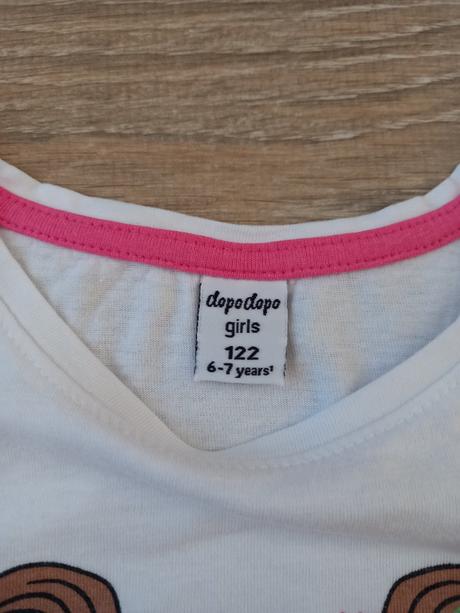 dopodopo
girls
122
6-7 years¹